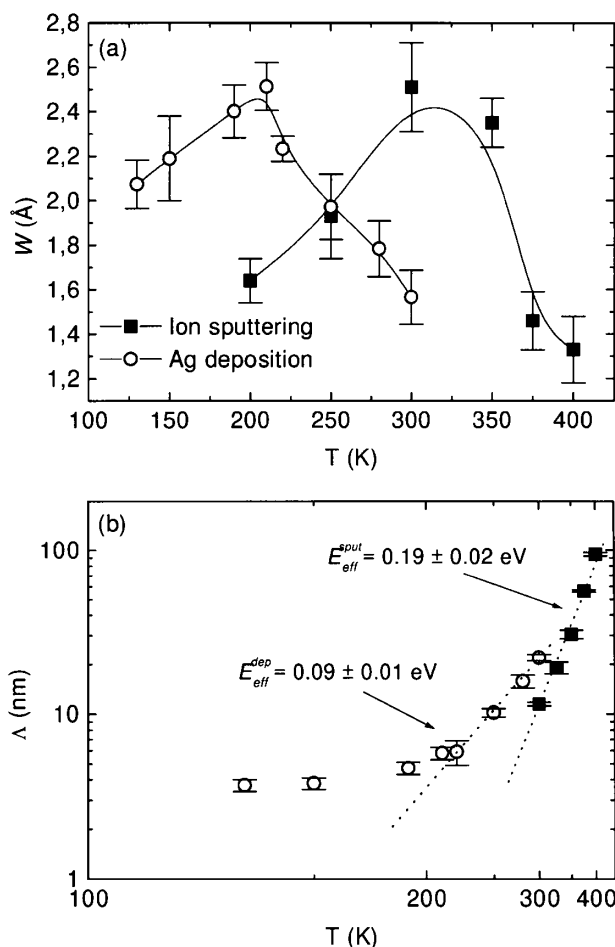 (a)
2,8
2,6
2,4
2,2
2,0
1,8
1,6
1,4
1,2
W (Å)
Ion sputtering
Ag deposition
100 150 200 250 300 350 400
T (K)
(b)
100
10
1
Λ (nm)
E_eff^sput = 0.19 ± 0.02 eV
E_eff^dep = 0.09 ± 0.01 eV
100 200 300 400
T (K)